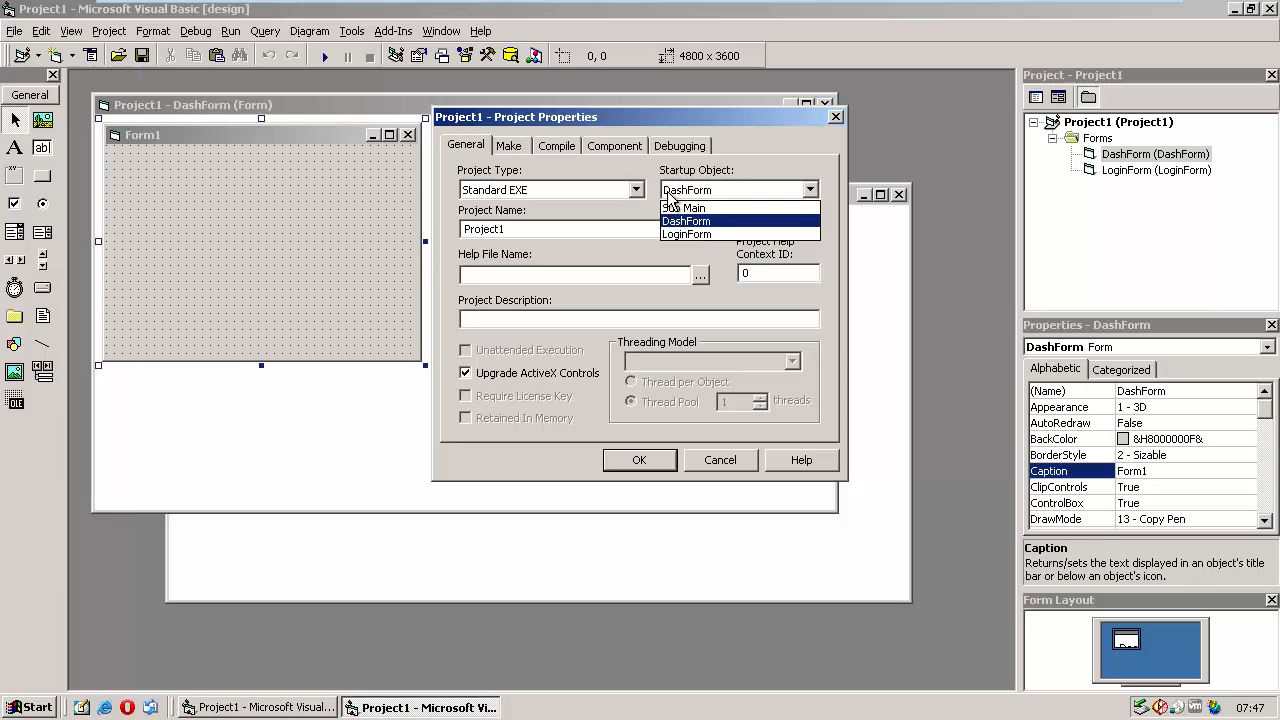 Project1 - Microsoft Visual Basic [design]
File Edit View Project Format Debug Run Query Diagram Tools Add-Ins Window Help
0, 0
4800 x 3600
General
Project1 - DashForm (Form)
Form1
Project1 - Project Properties
General Make Compile Component Debugging
Project Type: Startup Object:
Standard EXE DashForm
Main
DashForm
LoginForm
Project Name:
Project1
Project Help
Context ID:
0
Help File Name:
...
Project Description:
Unattended Execution
Upgrade ActiveX Controls
Require License Key
Retained In Memory
Threading Model
Thread per Object
Thread Pool 1 threads
OK Cancel Help
Project - Project1
Project1 (Project1)
Forms
DashForm (DashForm)
LoginForm (LoginForm)
Properties - DashForm
DashForm Form
Alphabetic Categorized
(Name) DashForm
Appearance 1 - 3D
AutoRedraw False
BackColor &H8000000F&
BorderStyle 2 - Sizable
Caption Form1
ClipControls True
ControlBox True
DrawMode 13 - Copy Pen
Caption
Returns/sets the text displayed in an object's title
bar or below an object's icon.
Form Layout
Start
Project1 - Microsoft Visual...
Project1 - Microsoft Vi...
07:47